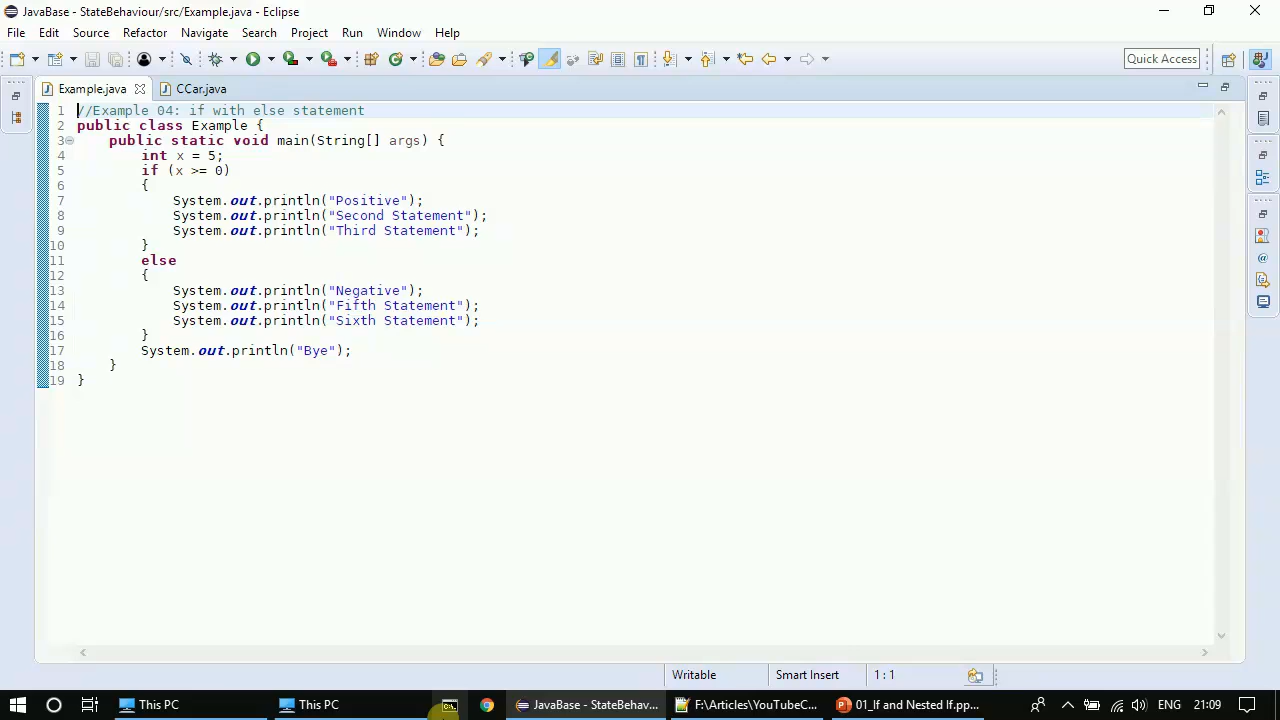 JavaBase - StateBehaviour/src/Example.java - Eclipse
File Edit Source Refactor Navigate Search Project Run Window Help
Quick Access
Example.java CCar.java
1 //Example 04: if with else statement
2 public class Example {
3 public static void main(String[] args) {
4 int x = 5;
5 if (x >= 0)
6 {
7 System.out.println("Positive");
8 System.out.println("Second Statement");
9 System.out.println("Third Statement");
10 }
11 else
12 {
13 System.out.println("Negative");
14 System.out.println("Fifth Statement");
15 System.out.println("Sixth Statement");
16 }
17 System.out.println("Bye");
18 }
19 }
Writable Smart Insert 1 : 1
This PC This PC JavaBase - StateBehav... F:\Articles\YouTubeC... 01_If and Nested If.pp... ENG 21:09